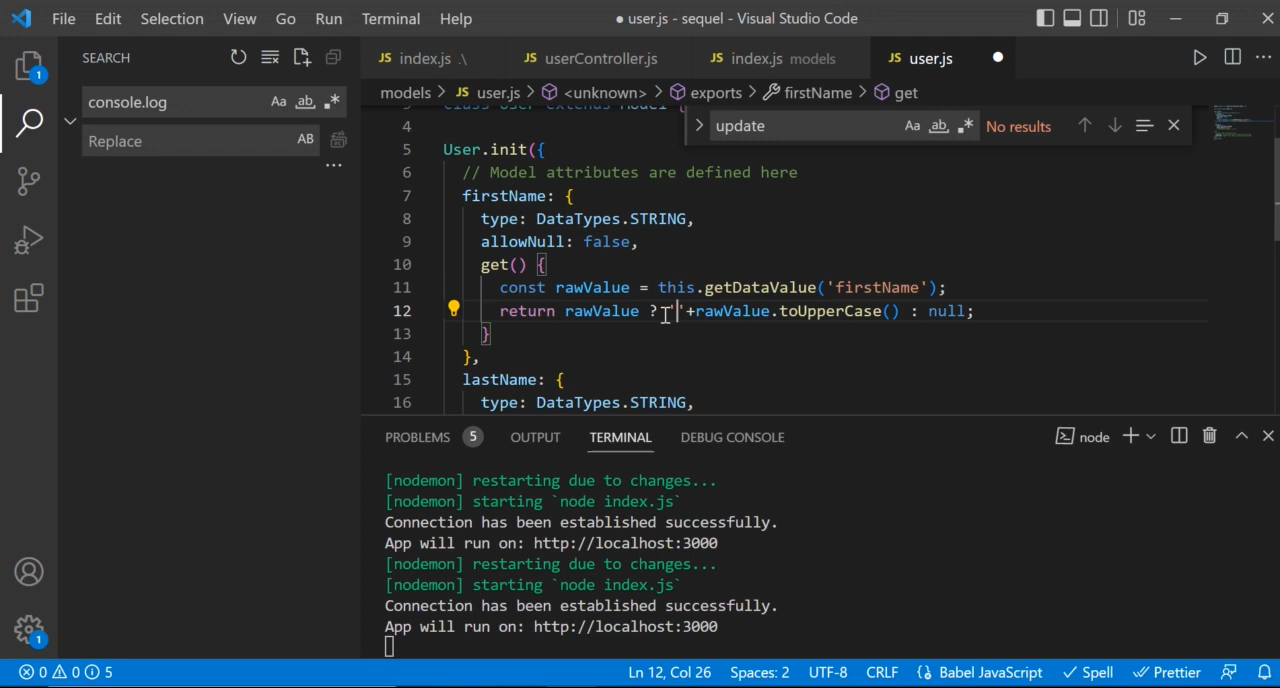 File Edit Selection View Go Run Terminal Help ● user.js - sequel - Visual Studio Code
1
SEARCH
console.log Aa ab .*
Replace AB
...
JS index.js .\ JS userController.js JS index.js models JS user.js ●
models > JS user.js > <unknown> > exports > firstName > get
update Aa ab .* No results
4
5 User.init({
6 // Model attributes are defined here
7 firstName: {
8 type: DataTypes.STRING,
9 allowNull: false,
10 get() {
11 const rawValue = this.getDataValue('firstName');
12 return rawValue ? ''+rawValue.toUpperCase() : null;
13 }
14 },
15 lastName: {
16 type: DataTypes.STRING,
PROBLEMS 5 OUTPUT TERMINAL DEBUG CONSOLE node
[nodemon] restarting due to changes...
[nodemon] starting `node index.js`
Connection has been established successfully.
App will run on: http://localhost:3000
[nodemon] restarting due to changes...
[nodemon] starting `node index.js`
Connection has been established successfully.
App will run on: http://localhost:3000
1
0 0 5 Ln 12, Col 26 Spaces: 2 UTF-8 CRLF {} Babel JavaScript Spell Prettier